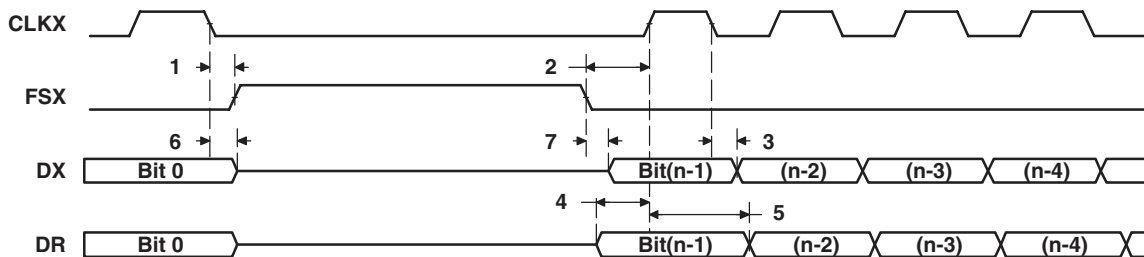 CLKX
1 2
FSX
6 7 3
DX Bit 0 Bit(n-1) (n-2) (n-3) (n-4)
4 5
DR Bit 0 Bit(n-1) (n-2) (n-3) (n-4)